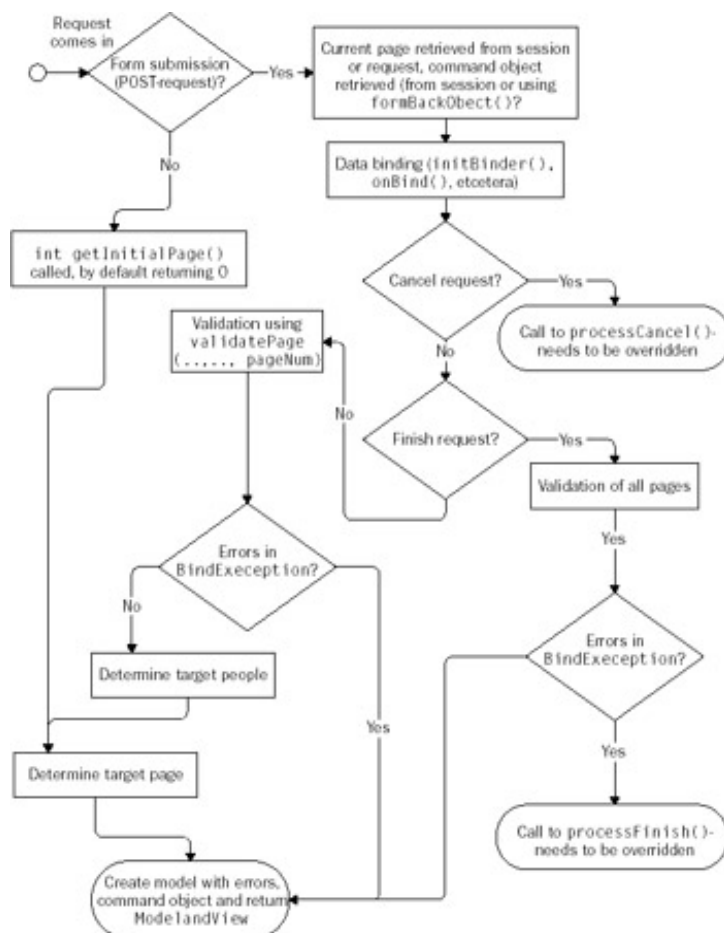 Request
comes in
Form submission
(POST-request)?
Yes
Current page retrieved from session
or request, command object
retrieved (from session or using
formBackObect()?
No
Data binding (initBinder(),
onBind(), etcetera)
int getInitialPage()
called, by default returning 0
Cancel request?
Yes
Call to processCancel()-
needs to be overridden
Validation using
validatePage
(..,.., pageNum)
No
No
Finish request?
Yes
Validation of all pages
Yes
Errors in
BindExeception?
No
Errors in
BindExeception?
Determine target people
Yes
Yes
Determine target page
Call to processFinish()-
needs to be overridden
Create model with errors,
command object and return
ModelandView